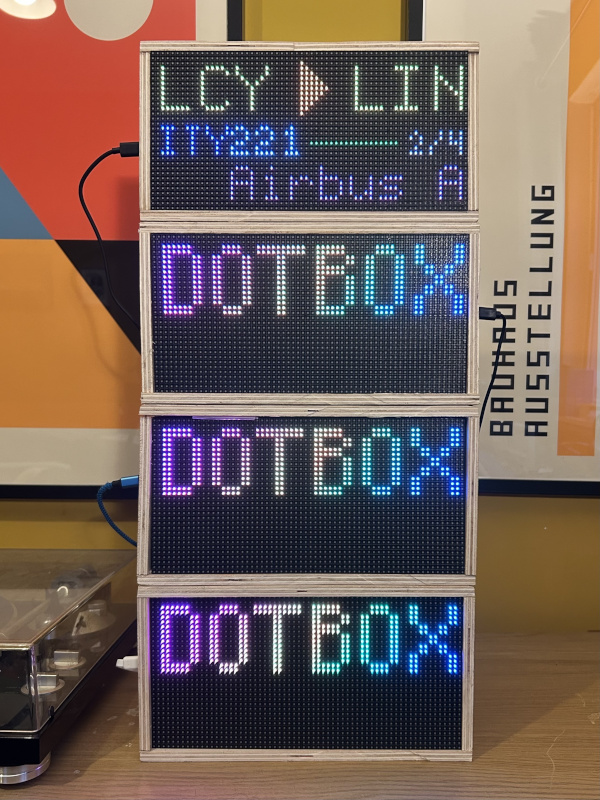 LCY ▶ LIN
ITY221 2/4
Airbus A
DOTBOX
DOTBOX
DOTBOX
BAUHAUS
AUSSTELLUNG